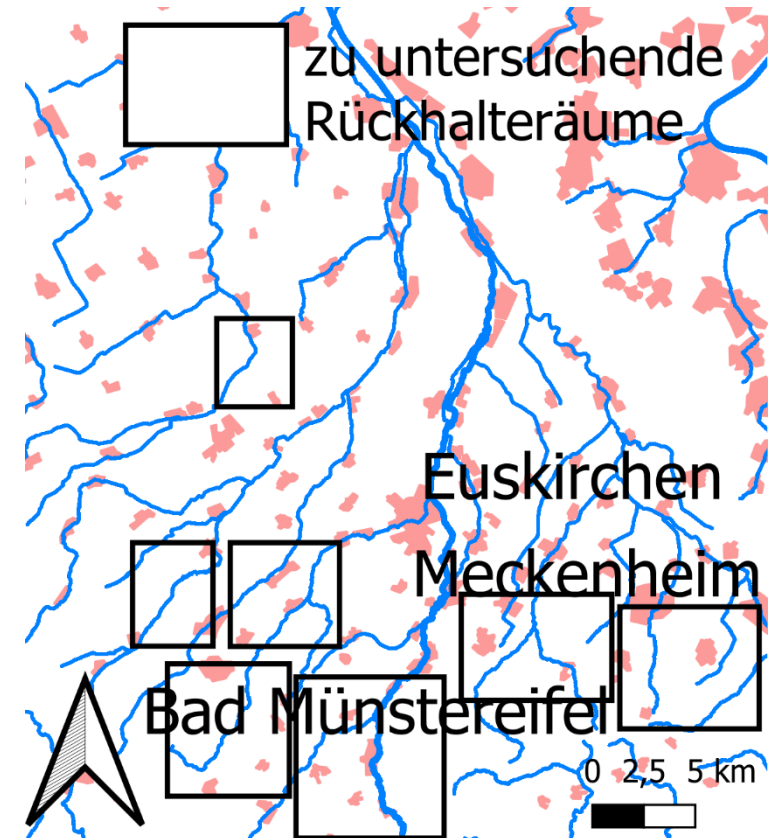 zu untersuchende
Rückhalteräume
Euskirchen
Meckenheim
Bad Münstereifel
0 2,5 5 km